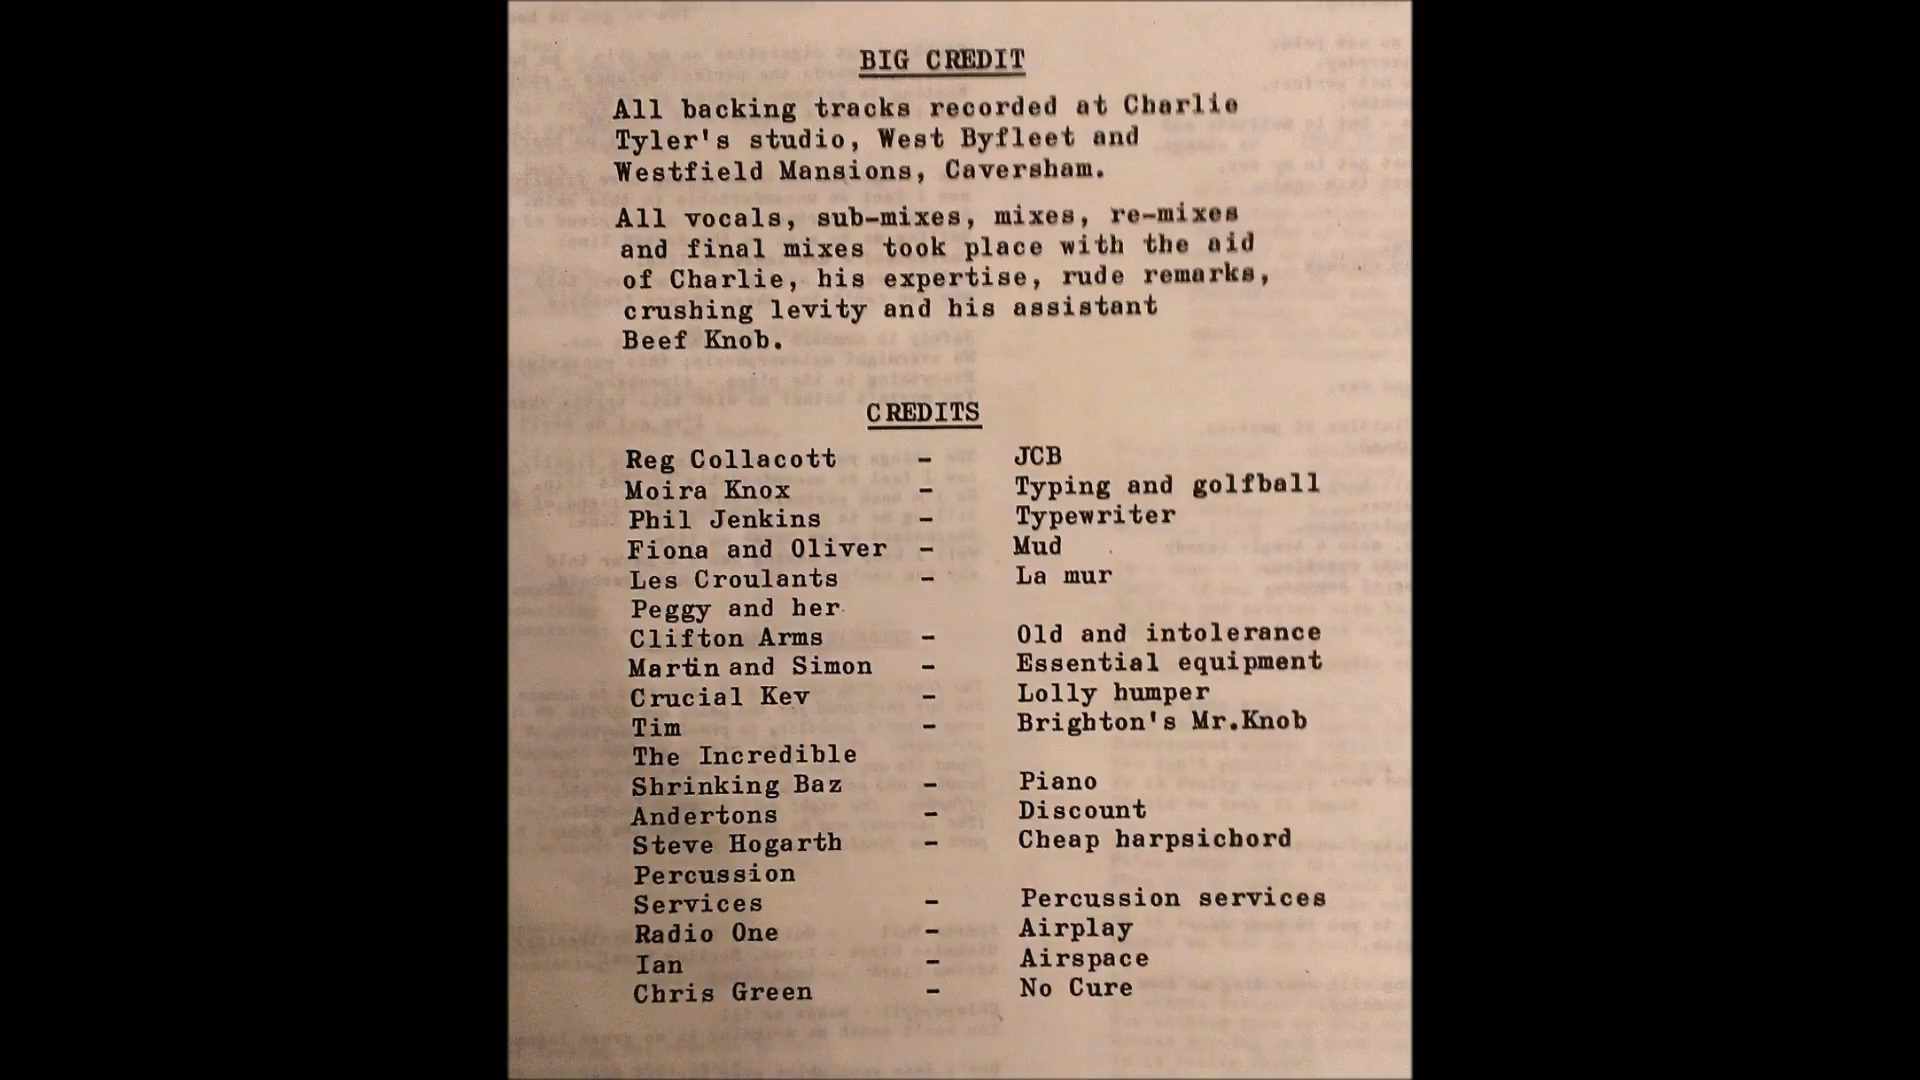 BIG CREDIT
All backing tracks recorded at Charlie
Tyler's studio, West Byfleet and
Westfield Mansions, Caversham.
All vocals, sub-mixes, mixes, re-mixes
and final mixes took place with the aid
of Charlie, his expertise, rude remarks,
crushing levity and his assistant
Beef Knob.
CREDITS
Reg Collacott - JCB
Moira Knox - Typing and golfball
Phil Jenkins - Typewriter
Fiona and Oliver - Mud
Les Croulants - La mur
Peggy and her
Clifton Arms - Old and intolerance
Martin and Simon - Essential equipment
Crucial Kev - Lolly humper
Tim - Brighton's Mr.Knob
The Incredible
Shrinking Baz - Piano
Andertons - Discount
Steve Hogarth - Cheap harpsichord
Percussion
Services - Percussion services
Radio One - Airplay
Ian - Airspace
Chris Green - No Cure